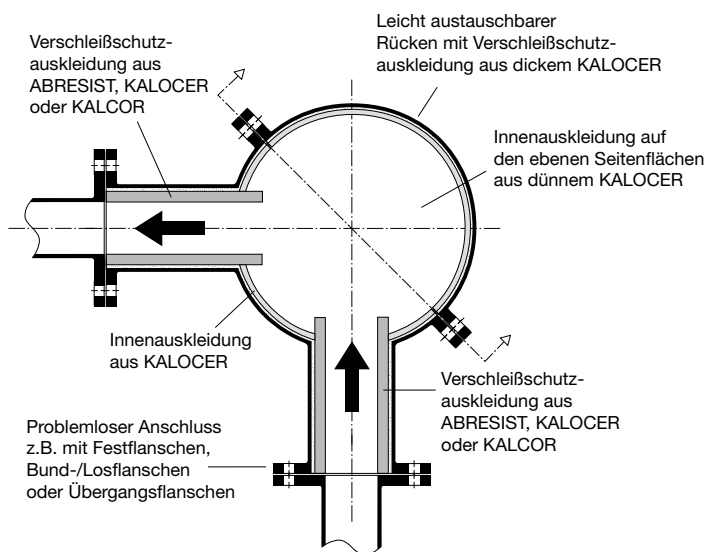 Verschleißschutz-
auskleidung aus
ABRESIST, KALOCER
oder KALCOR
Leicht austauschbarer
Rücken mit Verschleißschutz-
auskleidung aus dickem KALOCER
Innenauskleidung auf
den ebenen Seitenflächen
aus dünnem KALOCER
Innenauskleidung
aus KALOCER
Verschleißschutz-
auskleidung aus
ABRESIST, KALOCER
oder KALCOR
Problemloser Anschluss
z.B. mit Festflanschen,
Bund-/Losflanschen
oder Übergangsflanschen